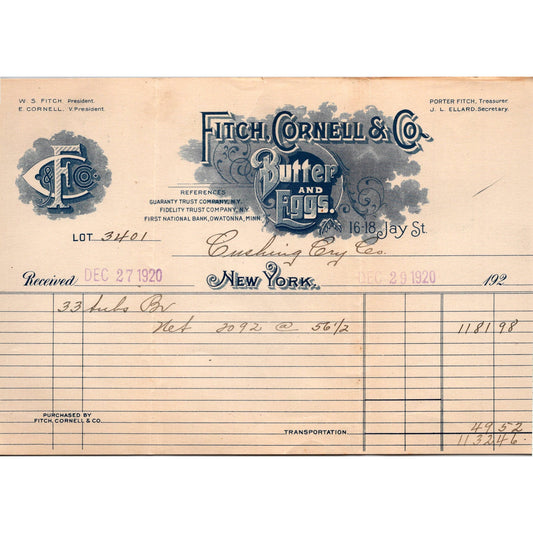 W. S. FITCH, President.
E. CORNELL, V. President.
PORTER FITCH, Treasurer.
J. L. ELLARD, Secretary.
FITCH, CORNELL & CO.
Butter
AND
Eggs.
CF & Co.
REFERENCES
GUARANTY TRUST COMPANY, N.Y.
FIDELITY TRUST COMPANY, N.Y.
FIRST NATIONAL BANK, OWATONNA, MINN.
16-18 Jay St.
LOT 3401
Cushing Cry Co.
Received DEC 27 1920 NEW YORK. DEC 29 1920 192
33 tubs Br
Net 2092 @ 56 1/2 1181 98
PURCHASED BY
FITCH, CORNELL & CO.
TRANSPORTATION. 49 52
1132 46.